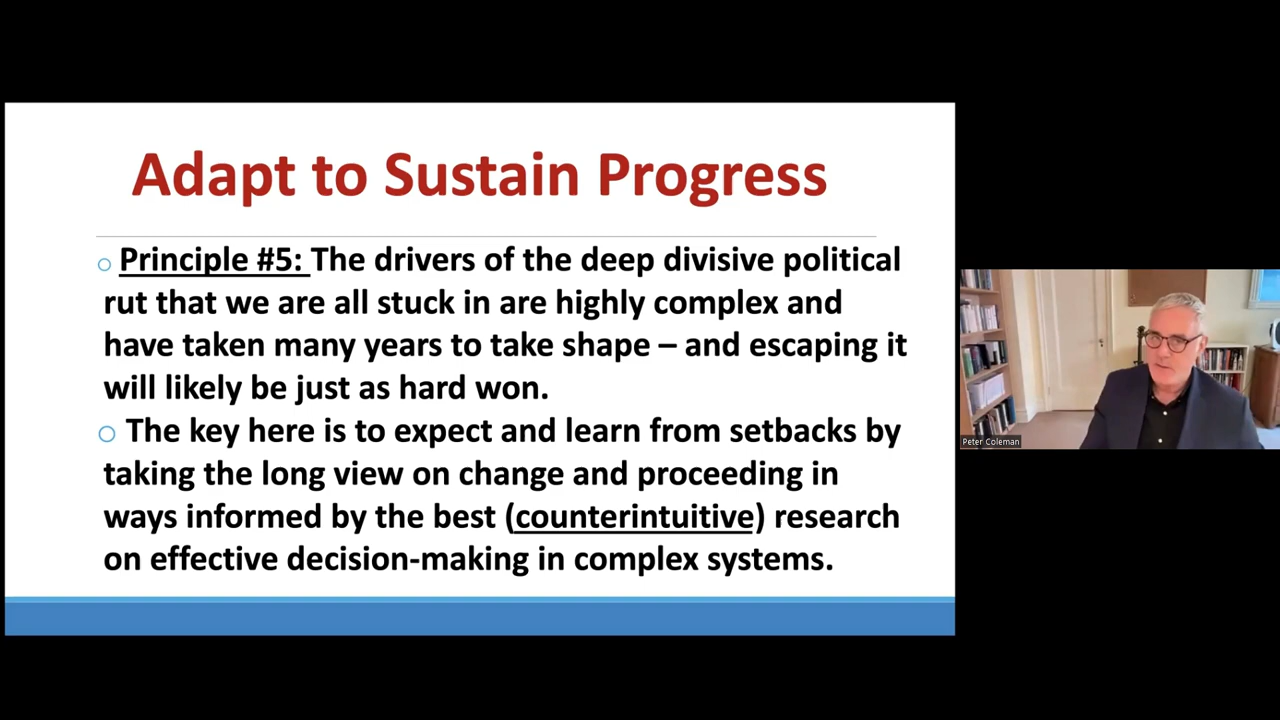 Adapt to Sustain Progress
Principle #5: The drivers of the deep divisive political
rut that we are all stuck in are highly complex and
have taken many years to take shape – and escaping it
will likely be just as hard won.
The key here is to expect and learn from setbacks by
taking the long view on change and proceeding in
ways informed by the best (counterintuitive) research
on effective decision-making in complex systems.
Peter Coleman